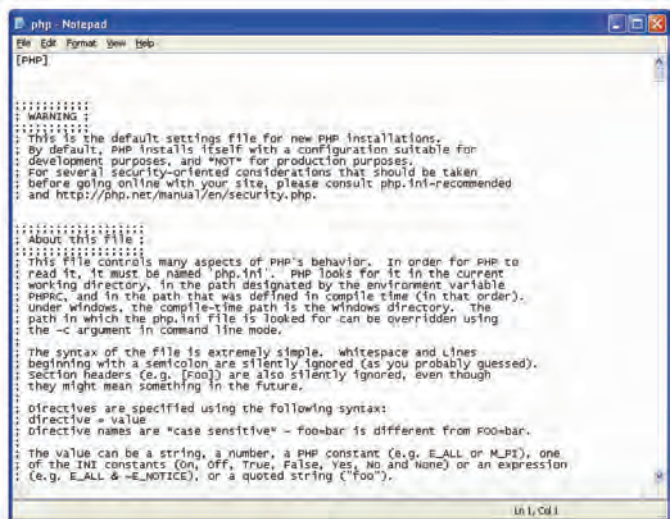 php - Notepad
File Edit Format View Help
[PHP]
;;;;;;;;;;;
; WARNING ;
;;;;;;;;;;;
; This is the default settings file for new PHP installations.
; By default, PHP installs itself with a configuration suitable for
; development purposes, and *NOT* for production purposes.
; For several security-oriented considerations that should be taken
; before going online with your site, please consult php.ini-recommended
; and http://php.net/manual/en/security.php.
;;;;;;;;;;;;;;;;;;;
; About this file ;
;;;;;;;;;;;;;;;;;;;
; This file controls many aspects of PHP's behavior. In order for PHP to
; read it, it must be named 'php.ini'. PHP looks for it in the current
; working directory, in the path designated by the environment variable
; PHPRC, and in the path that was defined in compile time (in that order).
; Under Windows, the compile-time path is the Windows directory. The
; path in which the php.ini file is looked for can be overridden using
; the -c argument in command line mode.
;
; The syntax of the file is extremely simple. Whitespace and Lines
; beginning with a semicolon are silently ignored (as you probably guessed).
; Section headers (e.g. [Foo]) are also silently ignored, even though
; they might mean something in the future.
;
; Directives are specified using the following syntax:
; directive = value
; Directive names are *case sensitive* - foo=bar is different from FOO=bar.
;
; The value can be a string, a number, a PHP constant (e.g. E_ALL or M_PI), one
; of the INI constants (On, Off, True, False, Yes, No and None) or an expression
; (e.g. E_ALL & ~E_NOTICE), or a quoted string ("foo").
Ln 1, Col 1